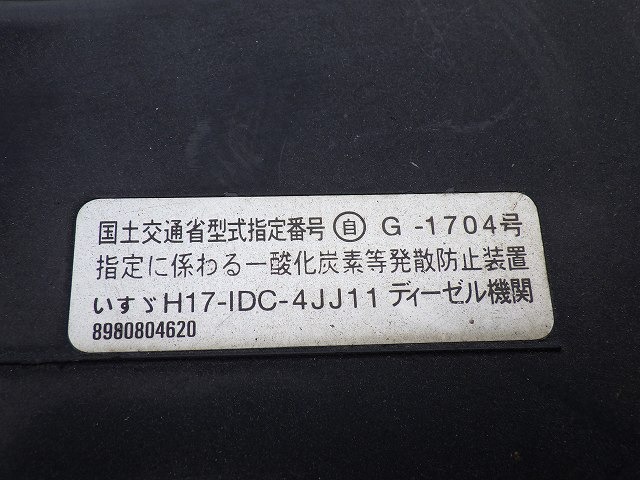 国土交通省型式指定番号 ㊀自 G -1704号
指定に係わる一酸化炭素等発散防止装置
いすゞH17-IDC-4JJ11 ディーゼル機関
8980804620